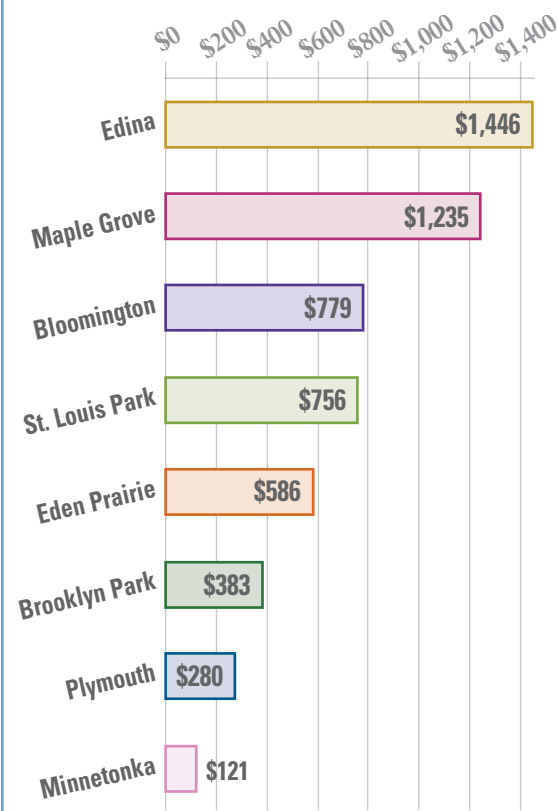 $0 $200 $400 $600 $800 $1,000 $1,200 $1,400
Edina $1,446
Maple Grove $1,235
Bloomington $779
St. Louis Park $756
Eden Prairie $586
Brooklyn Park $383
Plymouth $280
Minnetonka $121